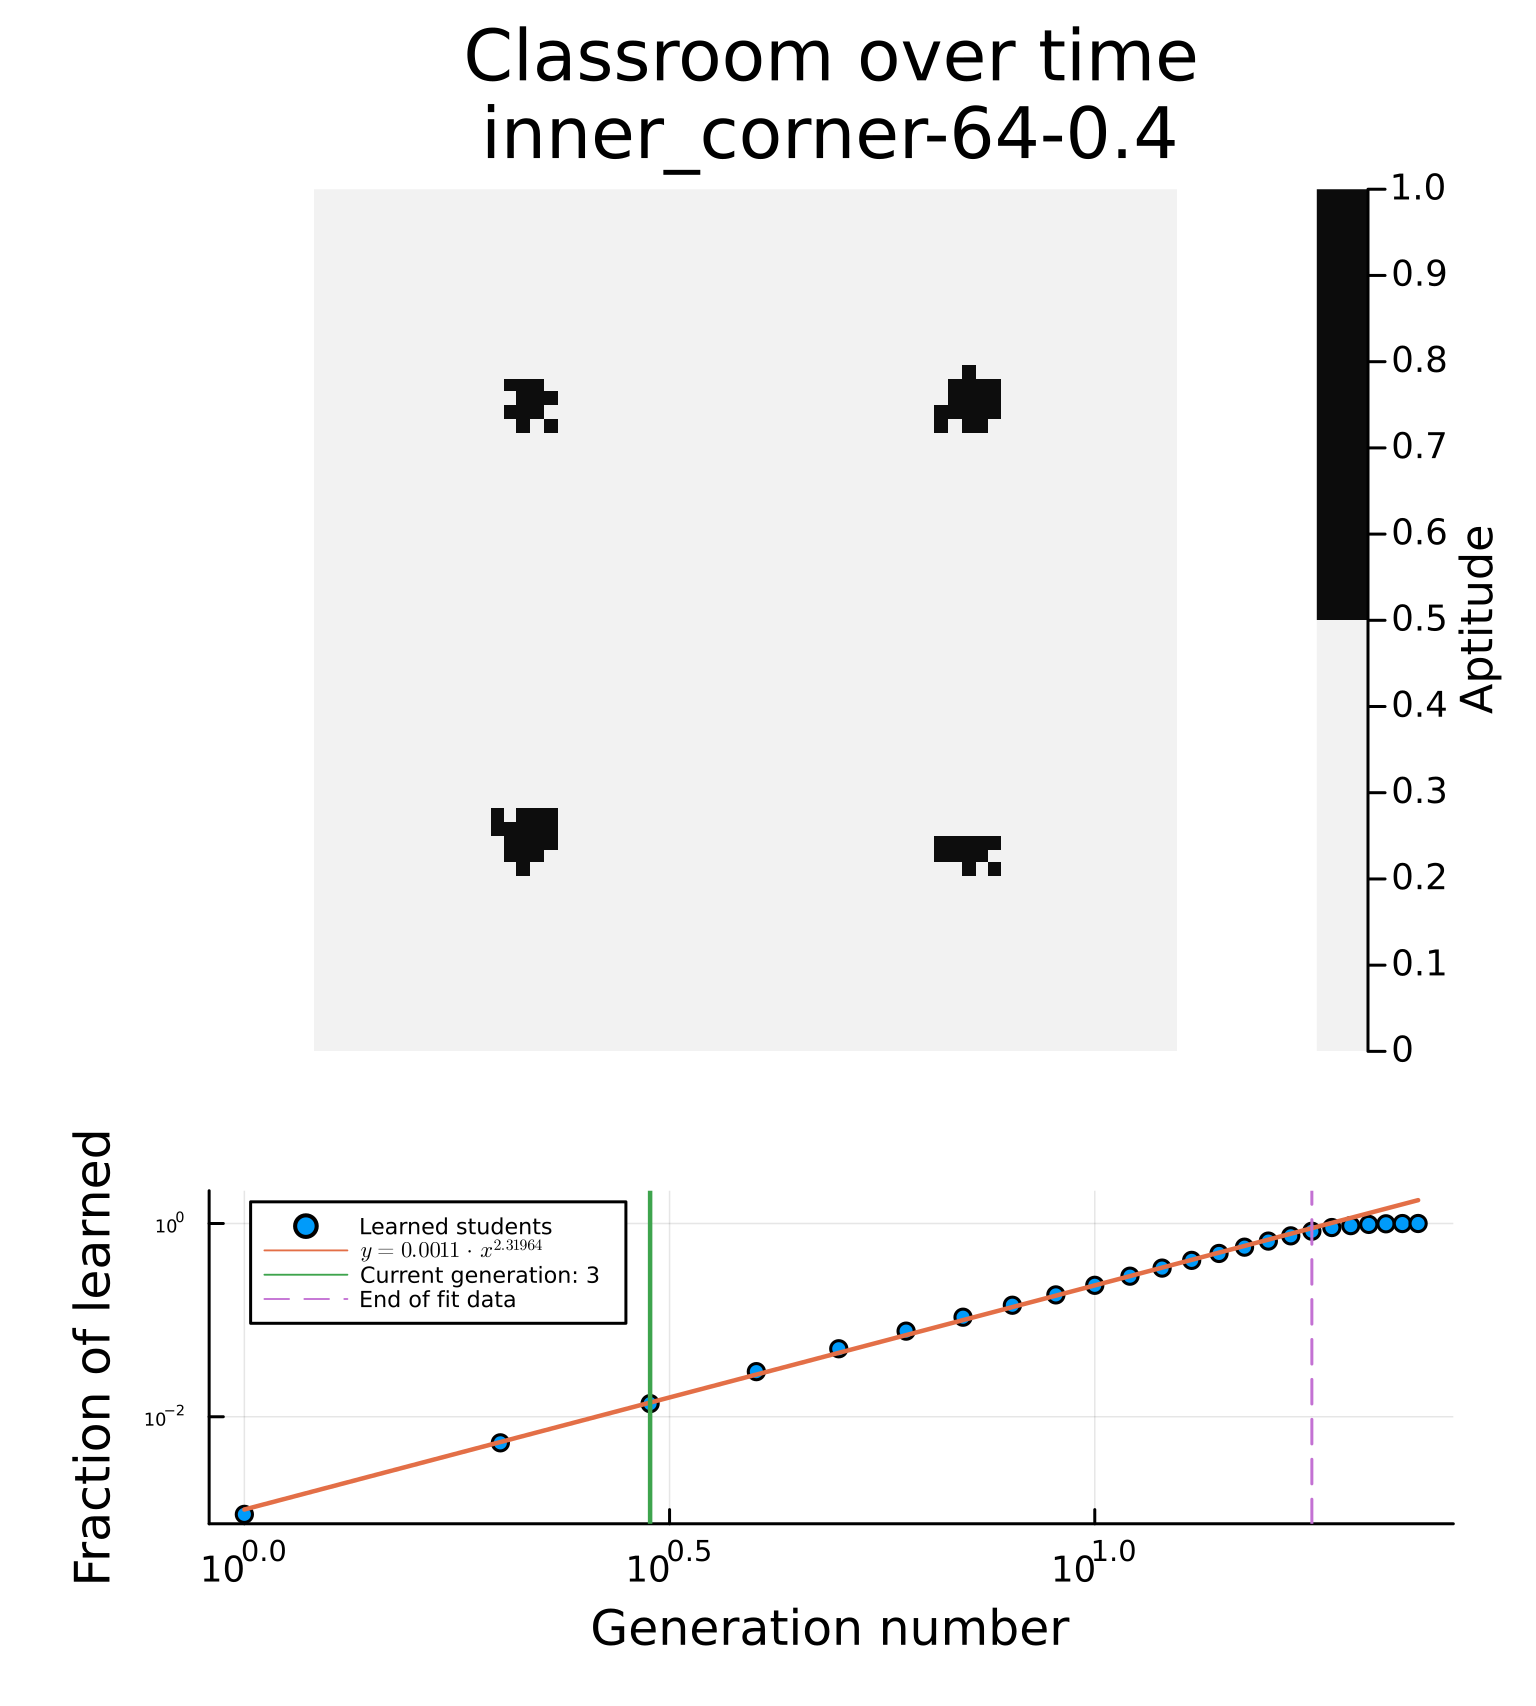 Classroom over time
inner_corner-64-0.4
1.0
0.9
0.8
0.7
0.6
0.5
0.4
0.3
0.2
0.1
0
Aptitude
Fraction of learned
10^0
10^-2
Learned students
y = 0.0011 · x^2.31964
Current generation: 3
End of fit data
10^0.0
10^0.5
10^1.0
Generation number